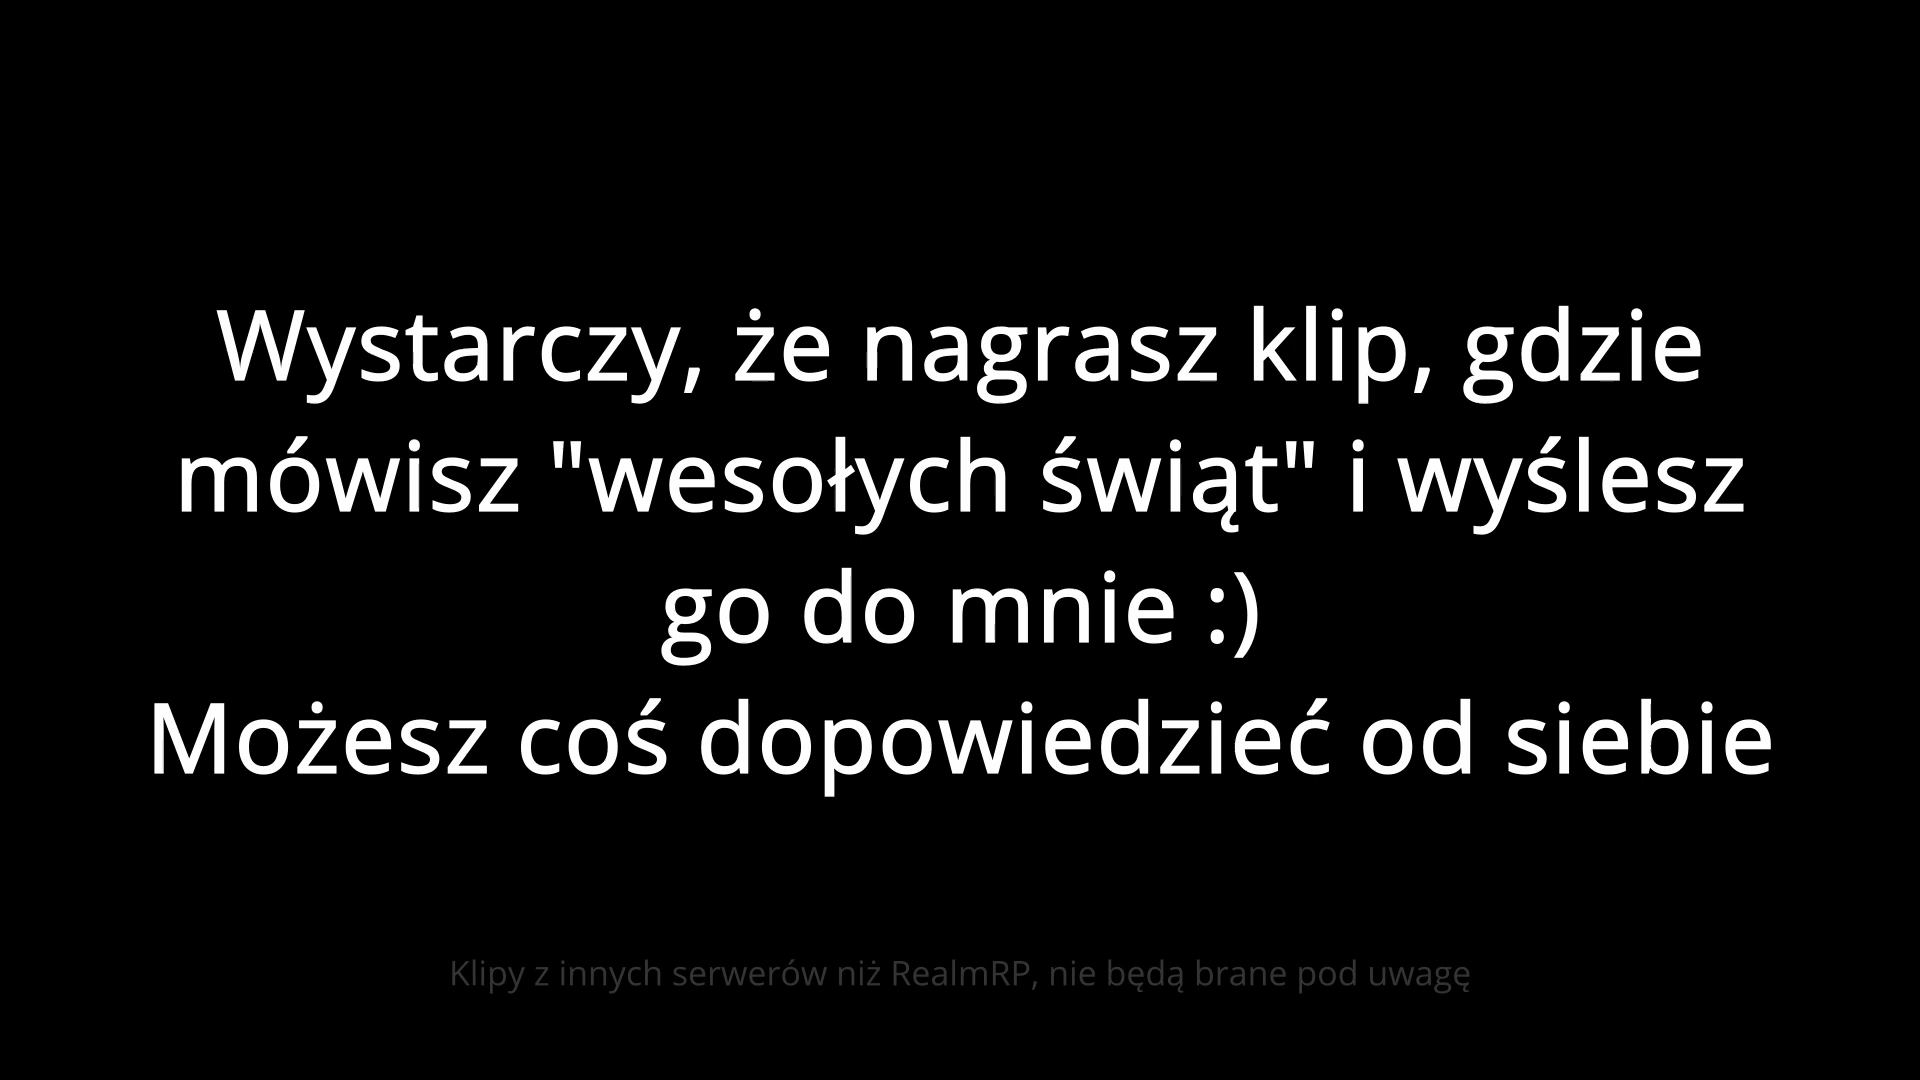 Wystarczy, że nagrasz klip, gdzie
mówisz "wesołych świąt" i wyślesz
go do mnie :)
Możesz coś dopowiedzieć od siebie
Klipy z innych serwerów niż RealmRP, nie będą brane pod uwagę